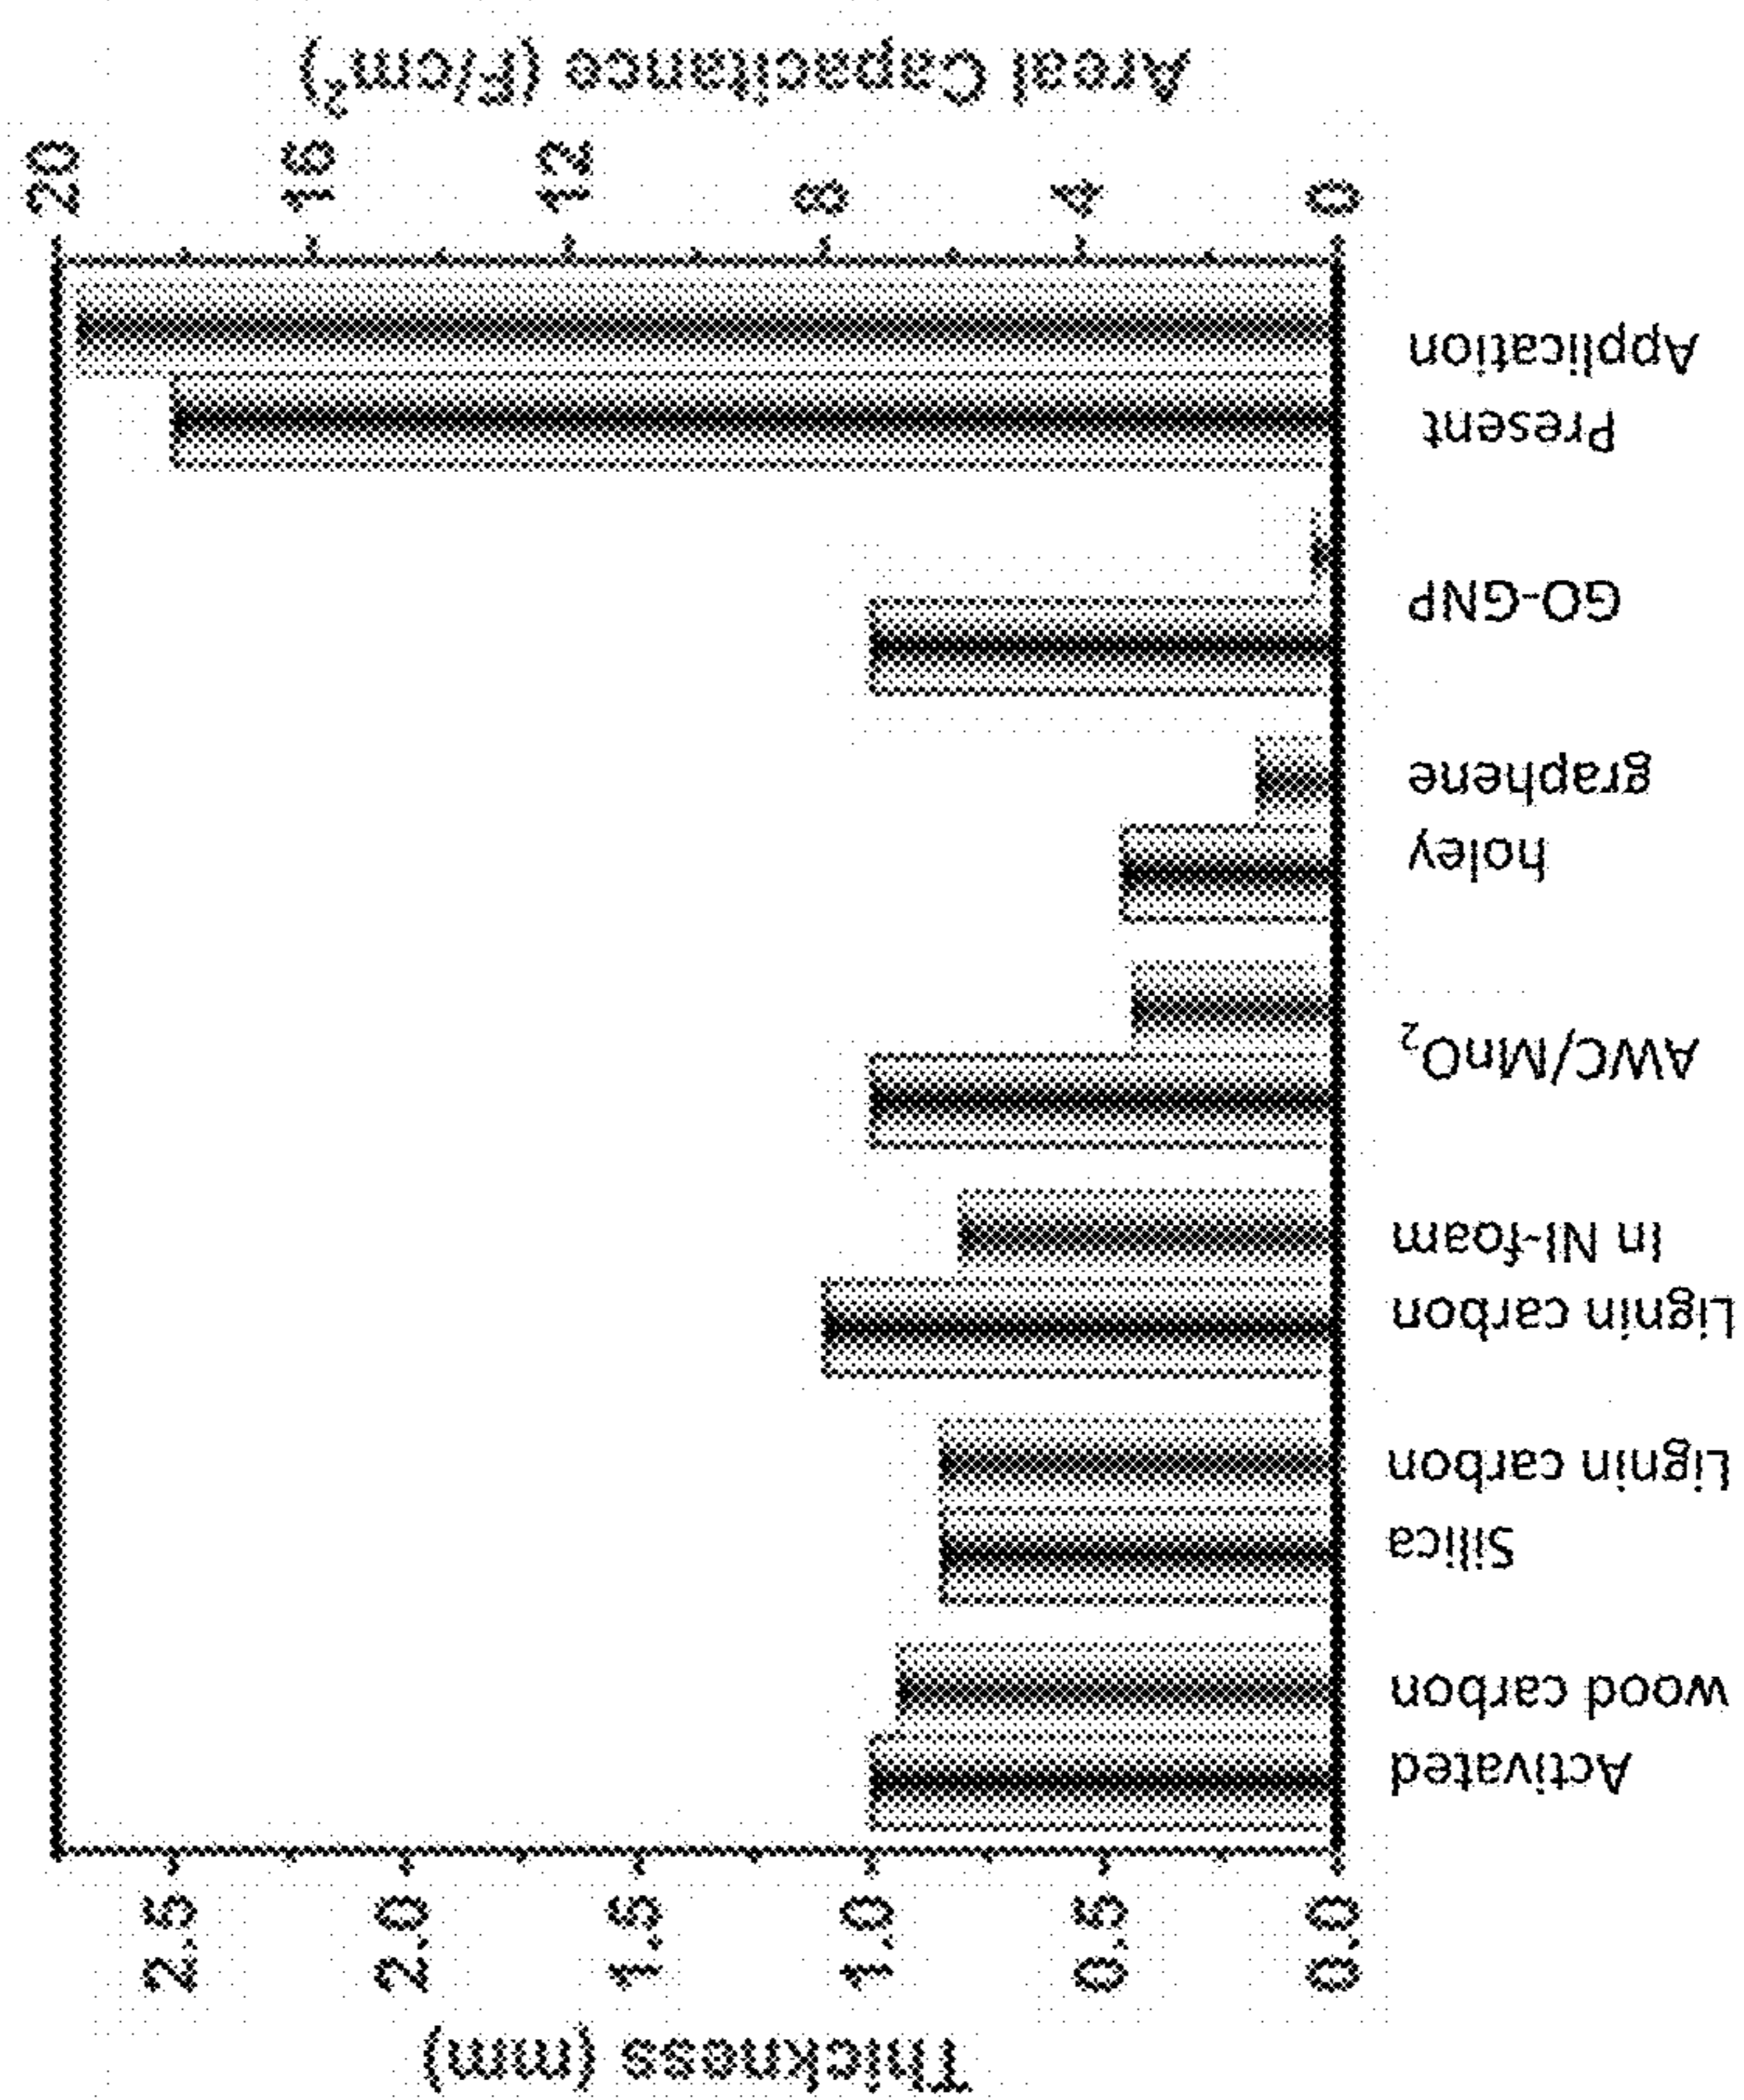 Thickness (mm)
2.5
2.0
1.5
1.0
0.5
0.0
Activated
wood carbon
Silica
Lignin carbon
Lignin carbon
in NI-foam
AWC/MnO₂
holey
graphene
GO-GNP
Present
Application
20
16
12
8
4
0
Areal Capacitance (F/cm²)